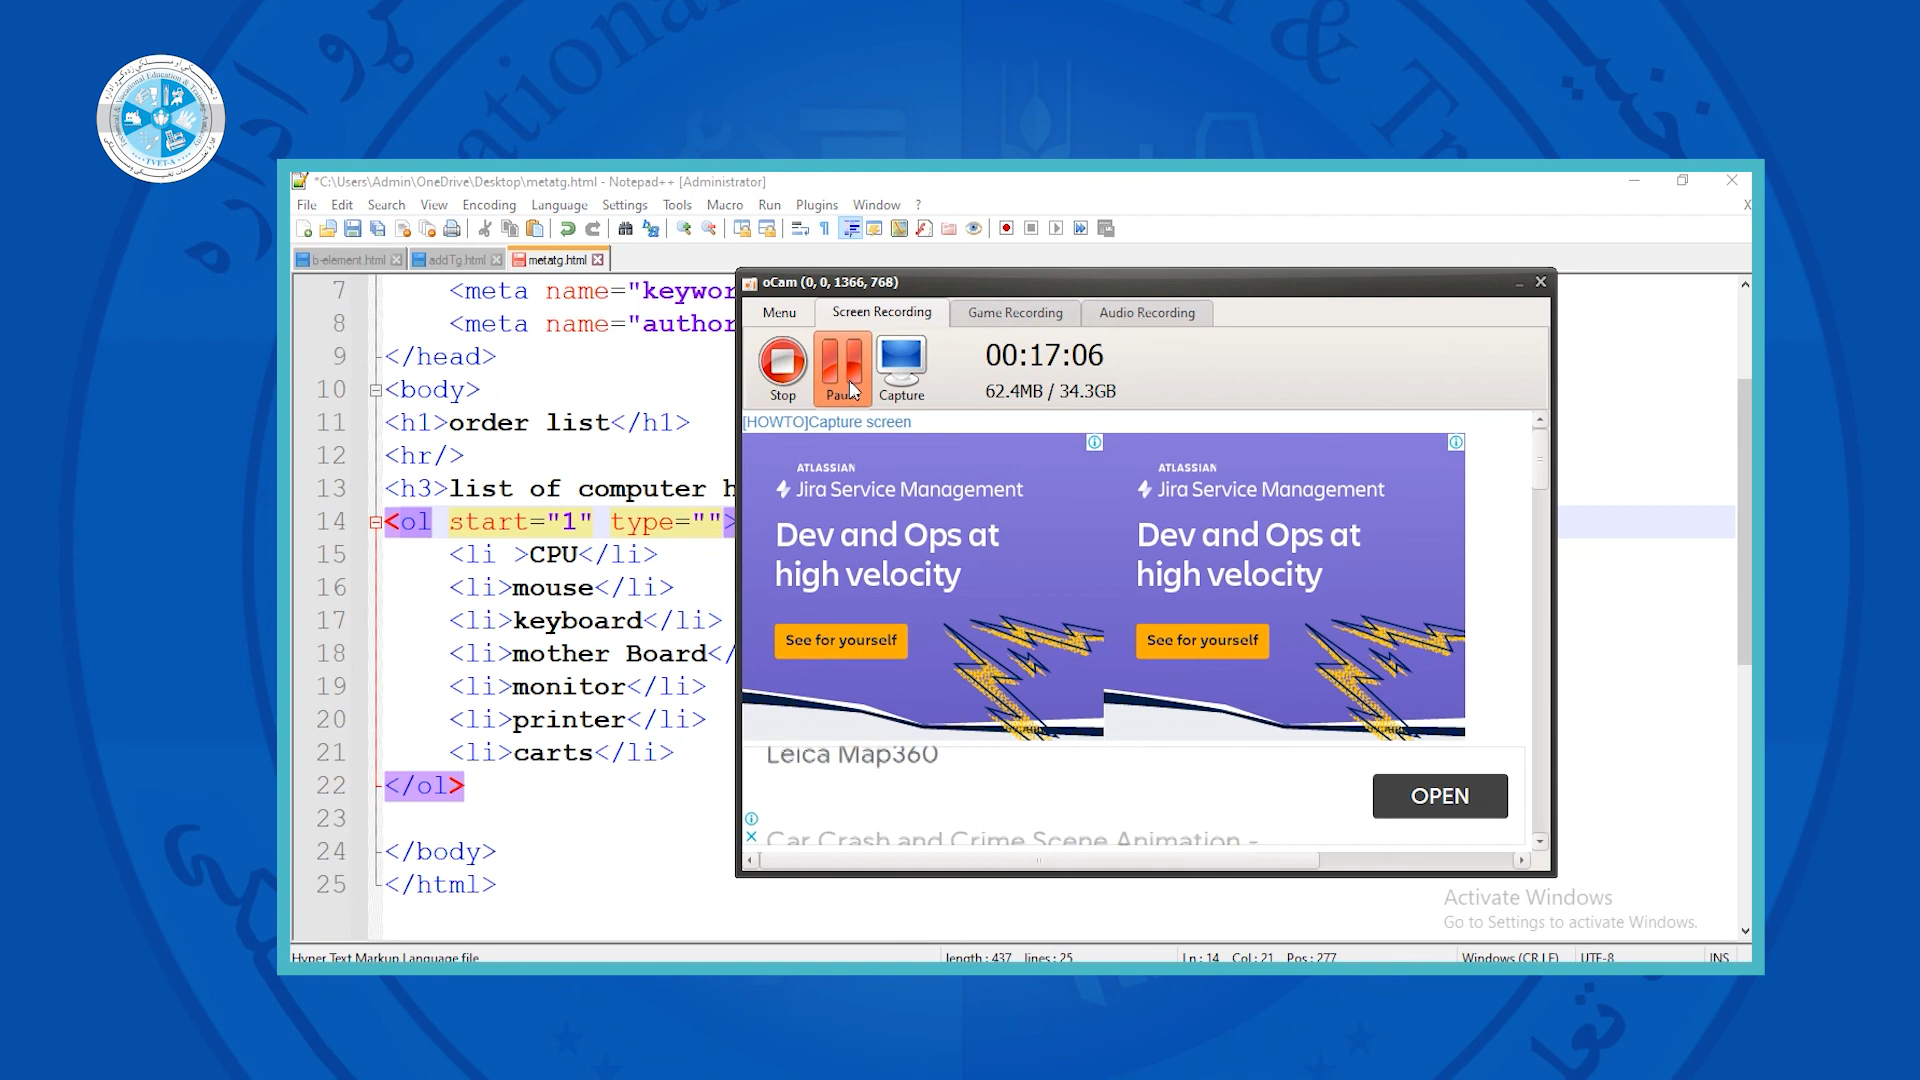 Technical & Vocational Education & Training Authority
TVET-A
*C:\Users\Admin\OneDrive\Desktop\metatg.html - Notepad++ [Administrator]
File Edit Search View Encoding Language Settings Tools Macro Run Plugins Window ?
X
b-element.html addTg.html metatg.html
7 <meta name="keywor
8 <meta name="author
9 </head>
10 <body>
11 <h1>order list</h1>
12 <hr/>
13 <h3>list of computer h
14 <ol start="1" type="">
15 <li >CPU</li>
16 <li>mouse</li>
17 <li>keyboard</li>
18 <li>mother Board</
19 <li>monitor</li>
20 <li>printer</li>
21 <li>carts</li>
22 </ol>
23
24 </body>
25 </html>
oCam (0, 0, 1366, 768)
Menu Screen Recording Game Recording Audio Recording
Stop Pause Capture
00:17:06
62.4MB / 34.3GB
[HOWTO]Capture screen
ATLASSIAN
Jira Service Management
Dev and Ops at
high velocity
See for yourself
ATLASSIAN
Jira Service Management
Dev and Ops at
high velocity
See for yourself
Leica Map360
OPEN
Car Crash and Crime Scene Animation -
Activate Windows
Go to Settings to activate Windows.
Hyper Text Markup Language file length : 437 lines : 25 Ln : 14 Col : 21 Pos : 277 Windows (CR LF) UTF-8 INS